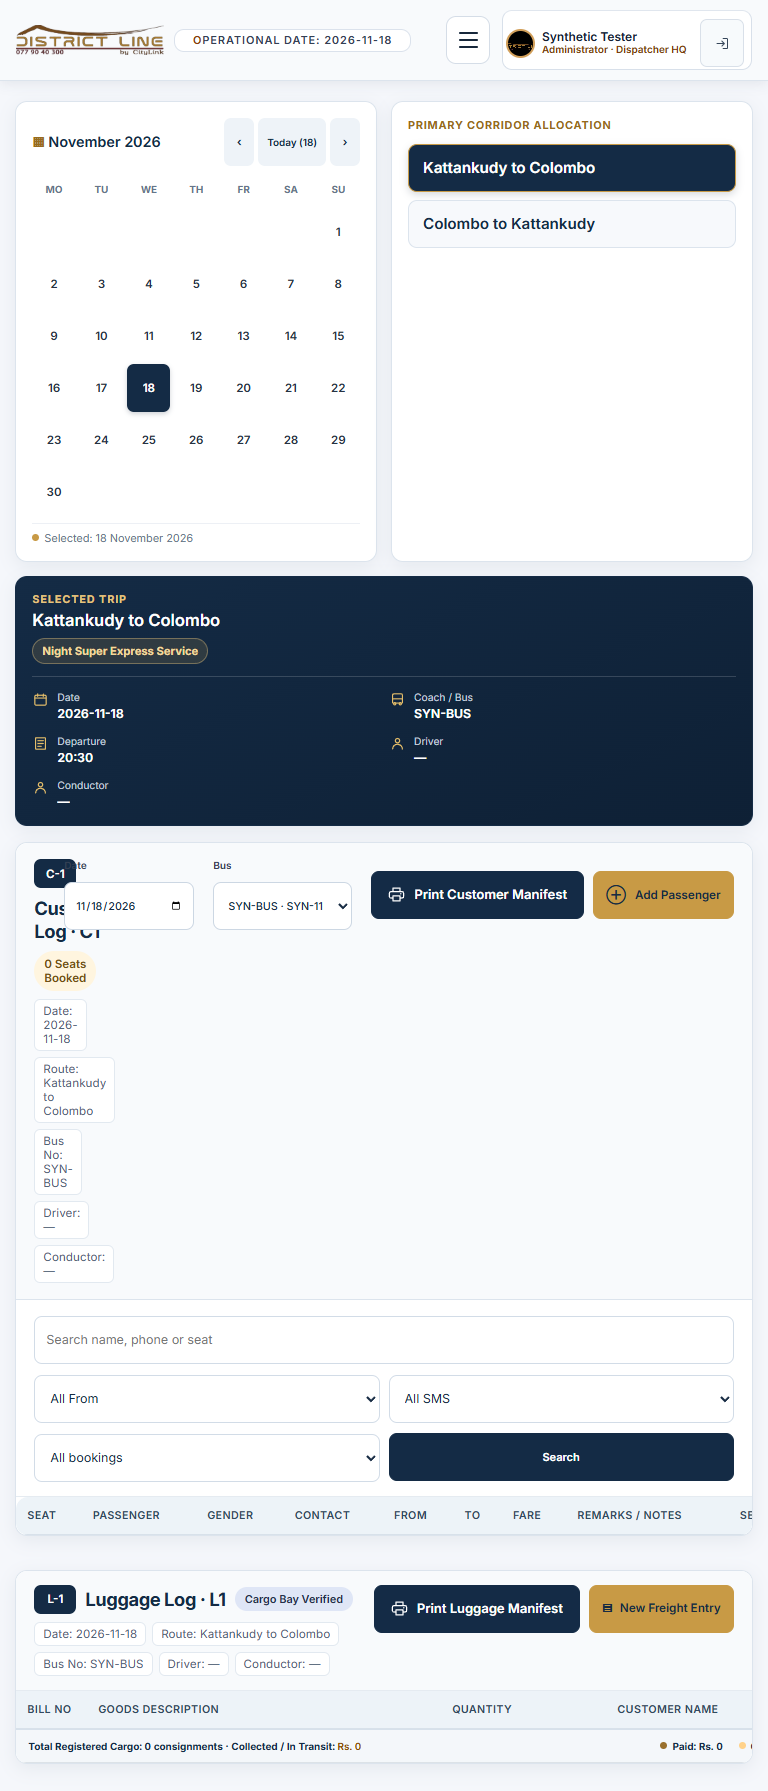 DISTRICT LINE
077 90 40 300 by CityLink
OPERATIONAL DATE: 2026-11-18
Synthetic Tester
Administrator · Dispatcher HQ
November 2026
‹ Today (18) ›
MO TU WE TH FR SA SU
1
2 3 4 5 6 7 8
9 10 11 12 13 14 15
16 17 18 19 20 21 22
23 24 25 26 27 28 29
30
Selected: 18 November 2026
PRIMARY CORRIDOR ALLOCATION
Kattankudy to Colombo
Colombo to Kattankudy
SELECTED TRIP
Kattankudy to Colombo
Night Super Express Service
Date
2026-11-18
Coach / Bus
SYN-BUS
Departure
20:30
Driver
—
Conductor
—
C-1
Log · C1
0 Seats
Booked
Date:
2026-
11-18
Route:
Kattankudy
to
Colombo
Bus
No:
SYN-
BUS
Driver:
—
Conductor:
—
11/18/2026
Bus
SYN-BUS · SYN-11
Print Customer Manifest
Add Passenger
Search name, phone or seat
All From
All SMS
All bookings
Search
SEAT PASSENGER GENDER CONTACT FROM TO FARE REMARKS / NOTES
L-1 Luggage Log · L1 Cargo Bay Verified
Print Luggage Manifest
New Freight Entry
Date: 2026-11-18 Route: Kattankudy to Colombo
Bus No: SYN-BUS Driver: — Conductor: —
BILL NO GOODS DESCRIPTION QUANTITY CUSTOMER NAME
Total Registered Cargo: 0 consignments · Collected / In Transit: Rs. 0 Paid: Rs. 0